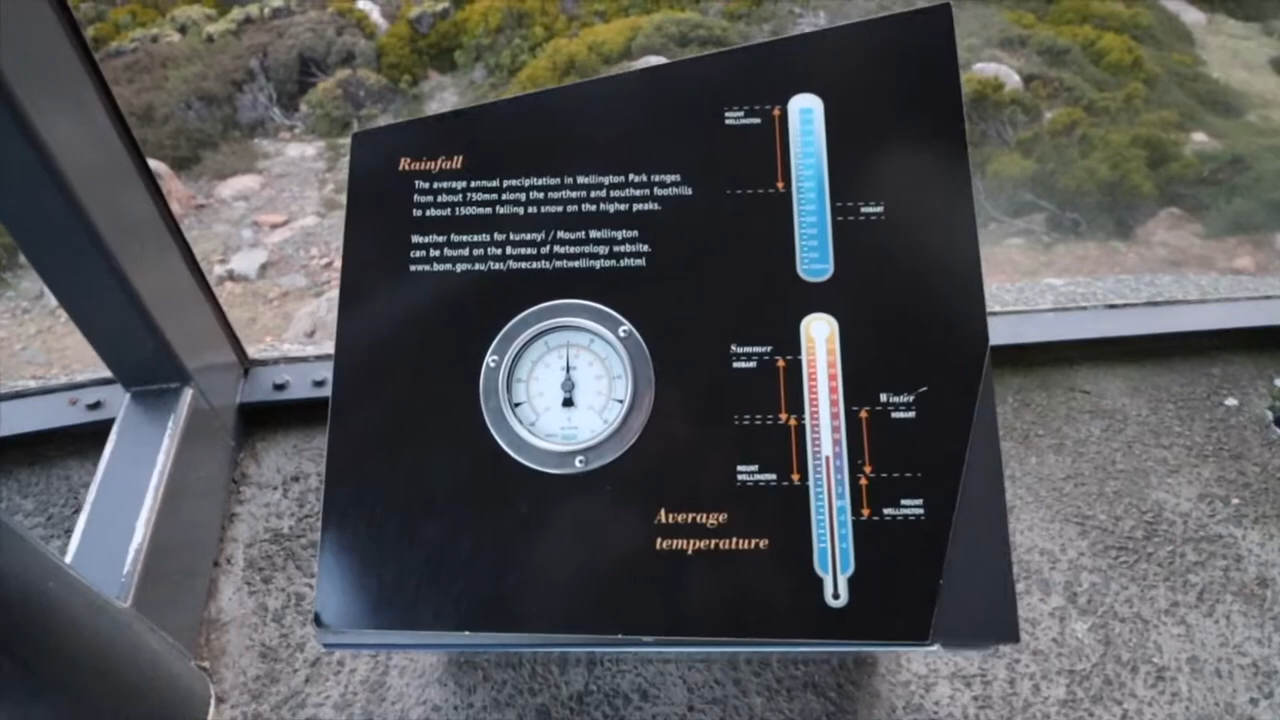 Rainfall
The average annual precipitation in Wellington Park ranges
from about 750mm along the northern and southern foothills
to about 1500mm falling as snow on the higher peaks.
Weather forecasts for kunanyi / Mount Wellington
can be found on the Bureau of Meteorology website.
www.bom.gov.au/tas/forecasts/mtwellington.shtml
MOUNT
WELLINGTON
HOBART
Summer
HOBART
Winter
HOBART
MOUNT
WELLINGTON
MOUNT
WELLINGTON
Average
temperature